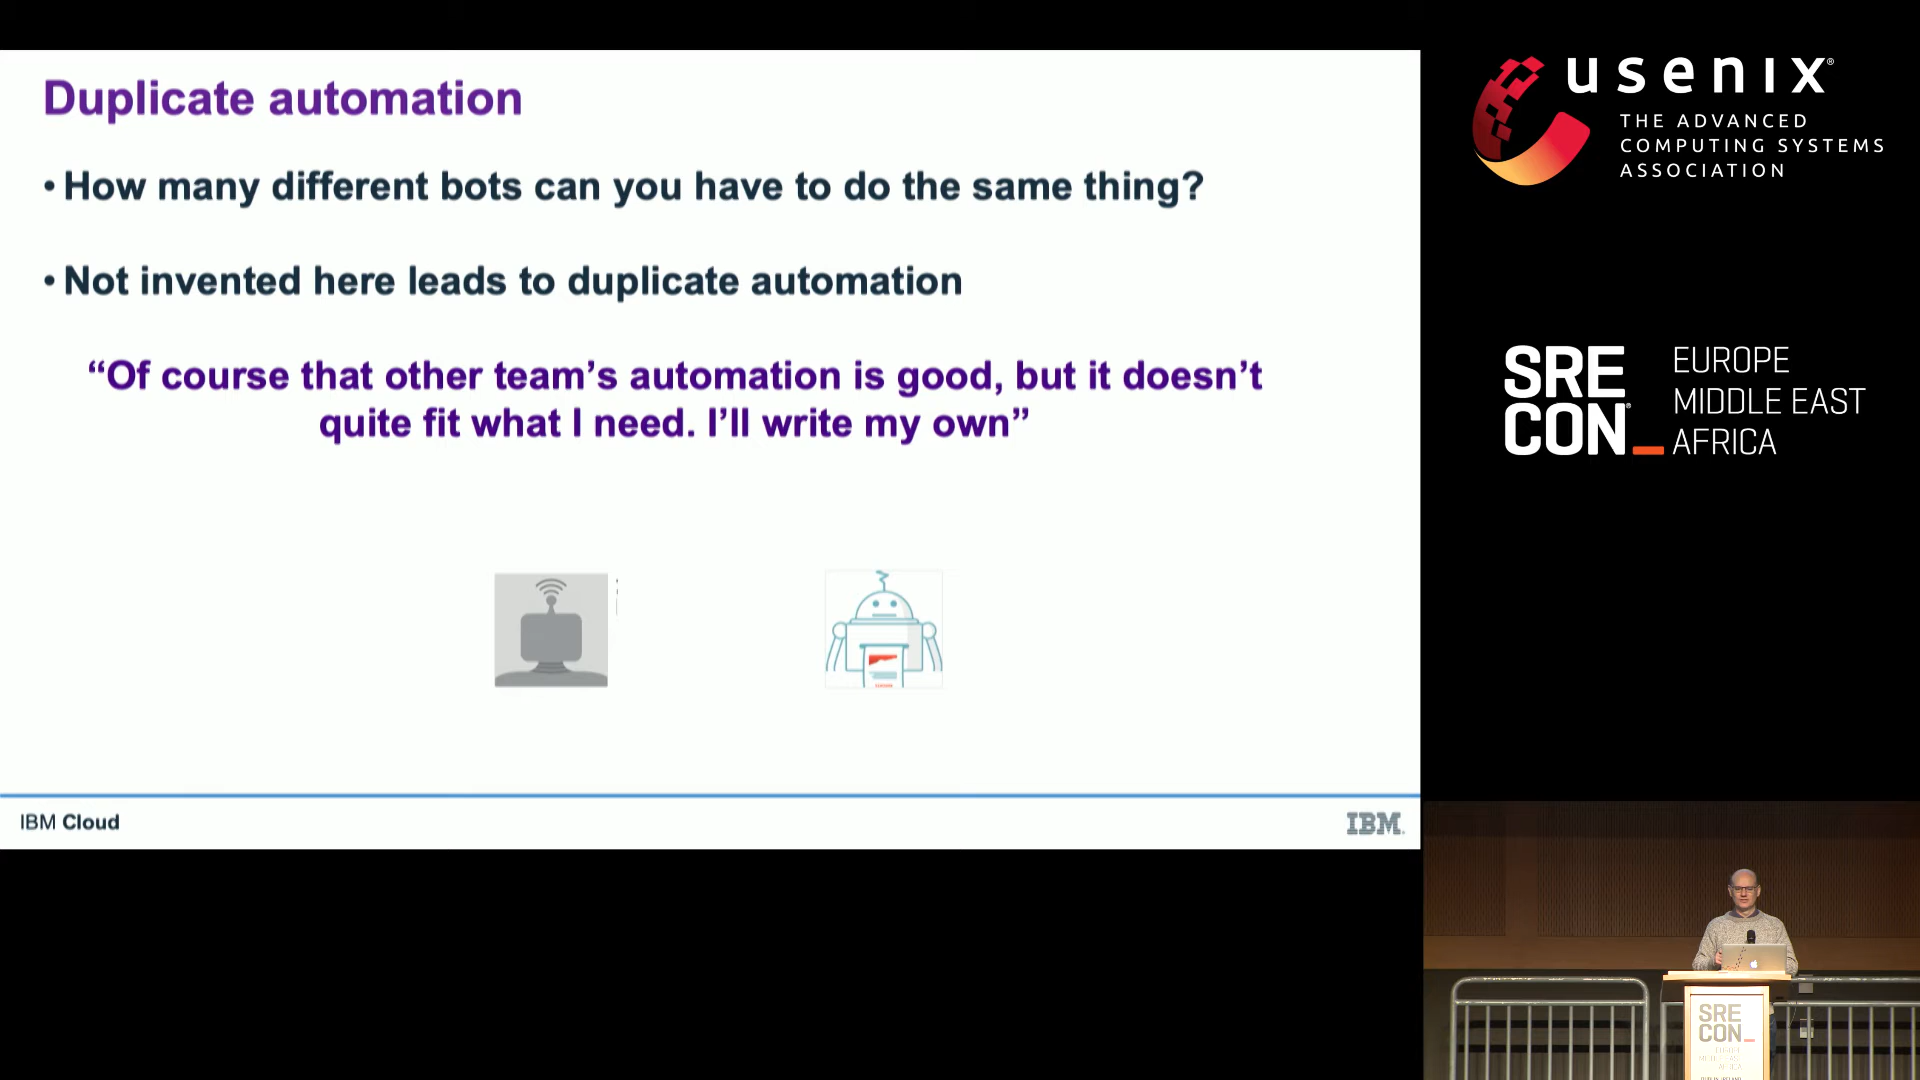 Duplicate automation
• How many different bots can you have to do the same thing?
• Not invented here leads to duplicate automation
“Of course that other team’s automation is good, but it doesn’t
quite fit what I need. I’ll write my own”
IBM Cloud
IBM
usenix®
THE ADVANCED
COMPUTING SYSTEMS
ASSOCIATION
SRE
CON_
EUROPE
MIDDLE EAST
AFRICA
SRE
CON_